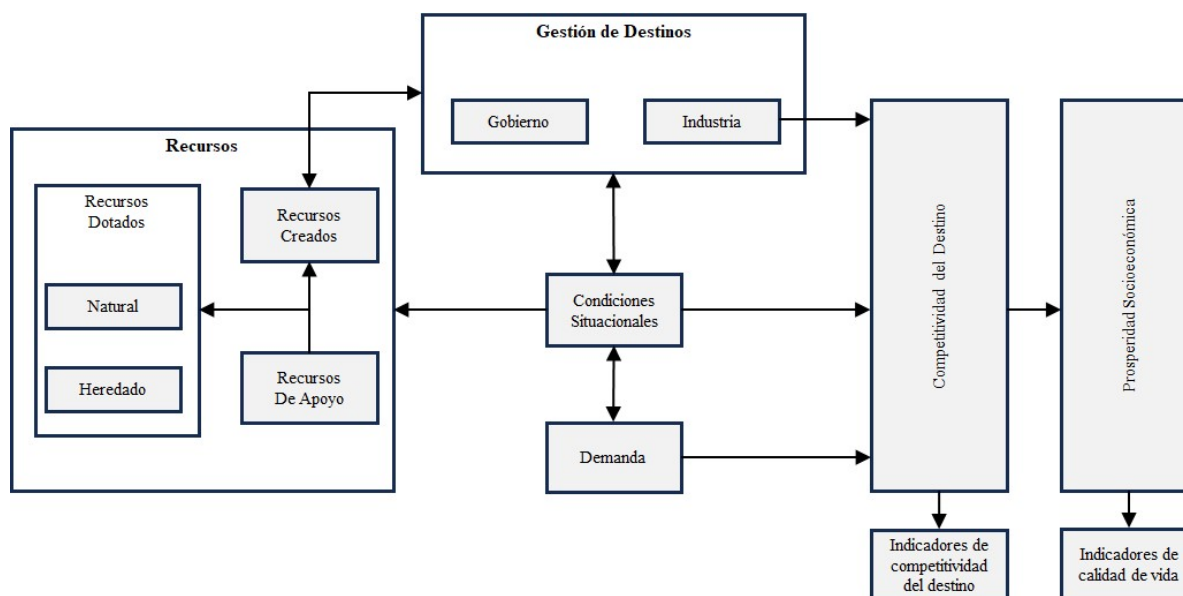 Gestión de Destinos
Gobierno
Industria
Recursos
Recursos
Dotados
Natural
Heredado
Recursos
Creados
Recursos
De Apoyo
Condiciones
Situacionales
Demanda
Competitividad del Destino
Prosperidad Socioeconómica
Indicadores de
competitividad
del destino
Indicadores de
calidad de vida